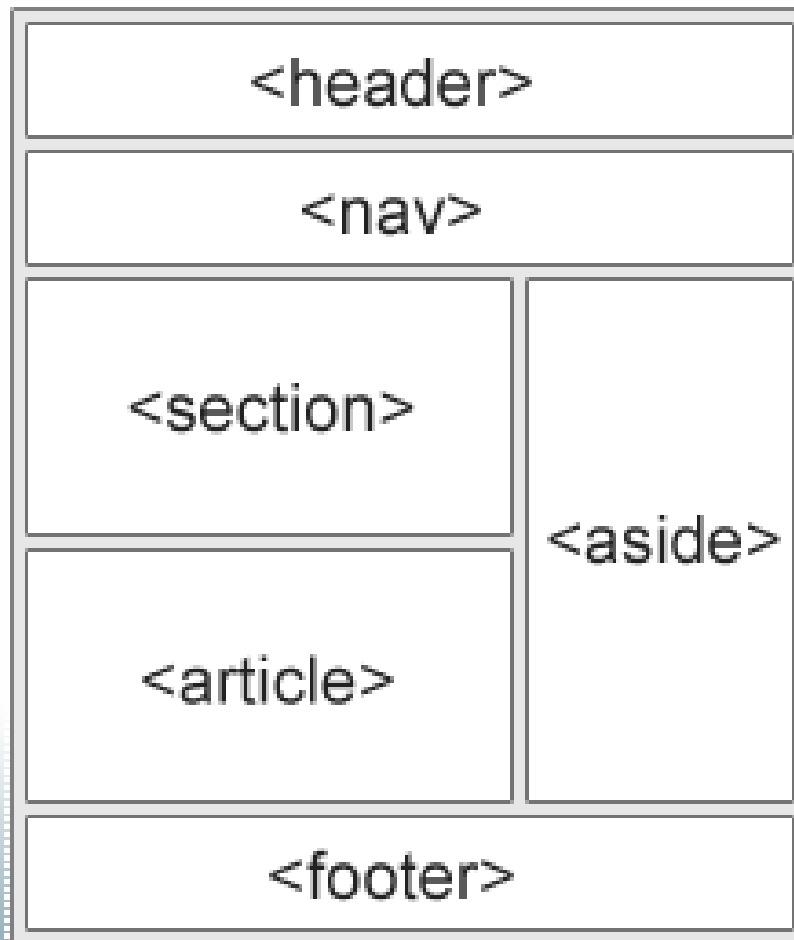 <header>
<nav>
<section>
<aside>
<article>
<footer>